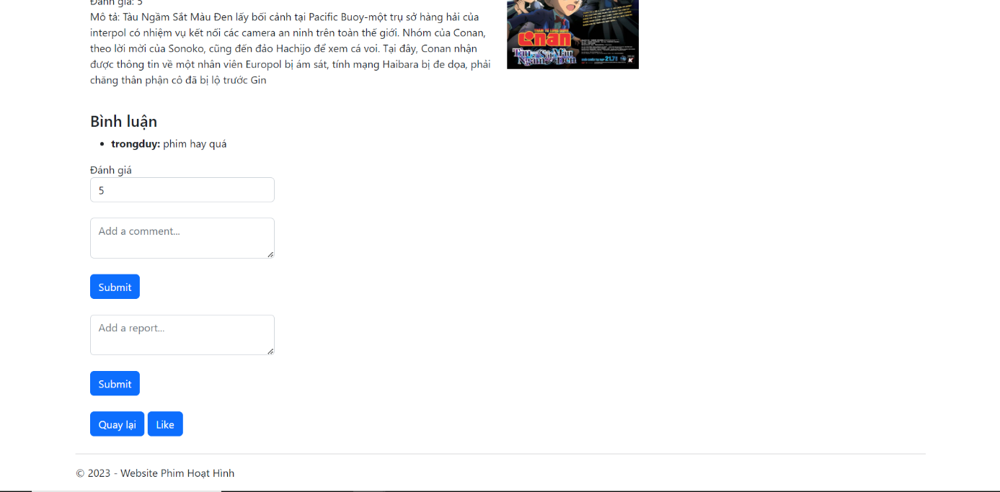 Đánh giá: 5
Mô tả: Tàu Ngầm Sắt Màu Đen lấy bối cảnh tại Pacific Buoy-một trụ sở hàng hải của
interpol có nhiệm vụ kết nối các camera an ninh trên toàn thế giới. Nhóm của Conan,
theo lời mời của Sonoko, cũng đến đảo Hachijo để xem cá voi. Tại đây, Conan nhận
được thông tin về một nhân viên Europol bị ám sát, tính mạng Haibara bị đe dọa, phải
chăng thân phận cô đã bị lộ trước Gin
Conan
Tàu Ngầm Sắt Màu Đen
Bình luận
trongduy: phim hay quá
Đánh giá
5
Add a comment...
Submit
Add a report...
Submit
Quay lại
Like
© 2023 - Website Phim Hoạt Hình